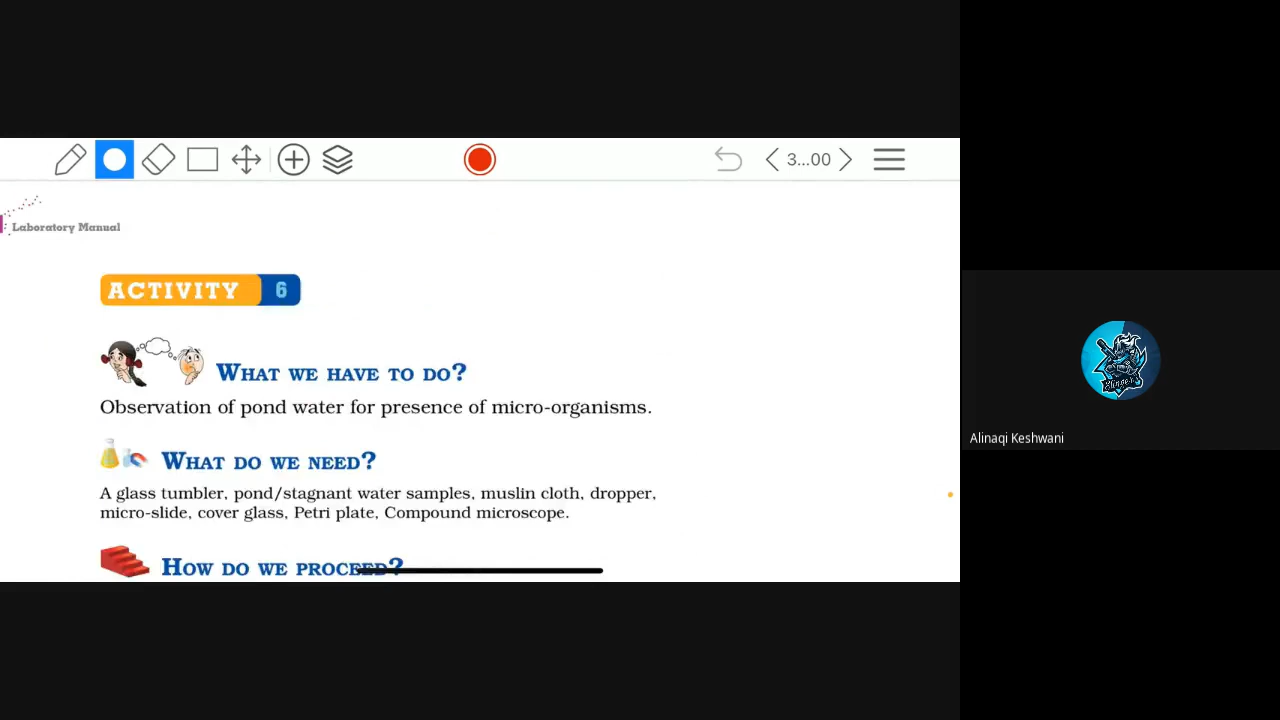 3...00
Laboratory Manual
ACTIVITY 6
WHAT WE HAVE TO DO?
Observation of pond water for presence of micro-organisms.
WHAT DO WE NEED?
A glass tumbler, pond/stagnant water samples, muslin cloth, dropper,
micro-slide, cover glass, Petri plate, Compound microscope.
HOW DO WE PROCEED?
Alinaqi Keshwani